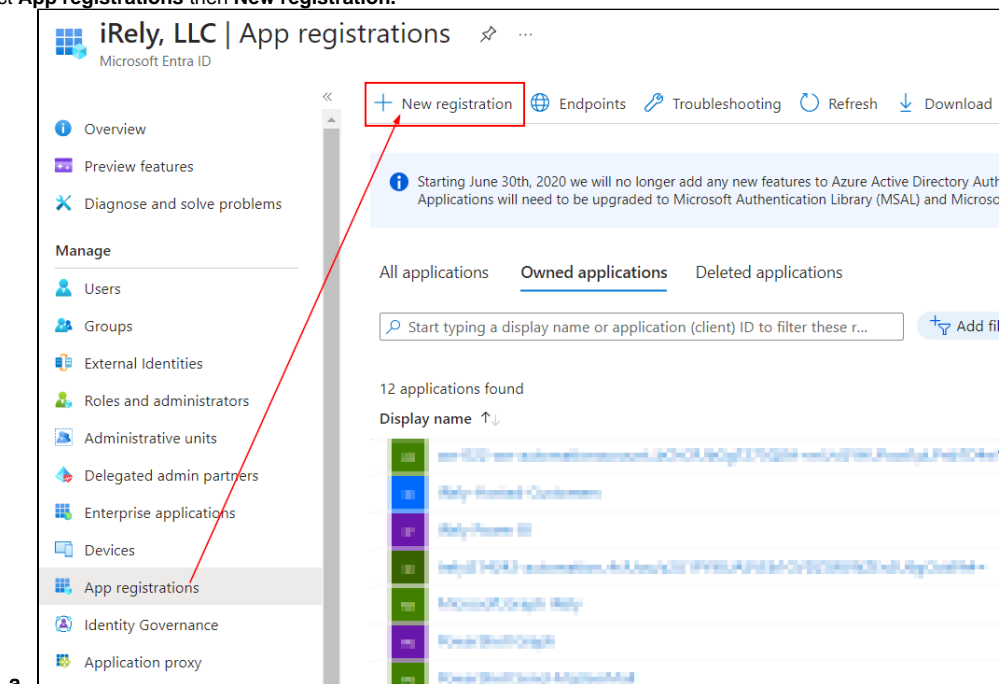 App registrations then New registration.
iRely, LLC | App registrations
Microsoft Entra ID
New registration Endpoints Troubleshooting Refresh Download
Overview
Preview features
Diagnose and solve problems
Starting June 30th, 2020 we will no longer add any new features to Azure Active Directory Auth
Applications will need to be upgraded to Microsoft Authentication Library (MSAL) and Microso
Manage
Users
Groups
External Identities
Roles and administrators
Administrative units
Delegated admin partners
Enterprise applications
Devices
App registrations
Identity Governance
Application proxy
All applications Owned applications Deleted applications
Start typing a display name or application (client) ID to filter these r...
Add fil
12 applications found
Display name
a.